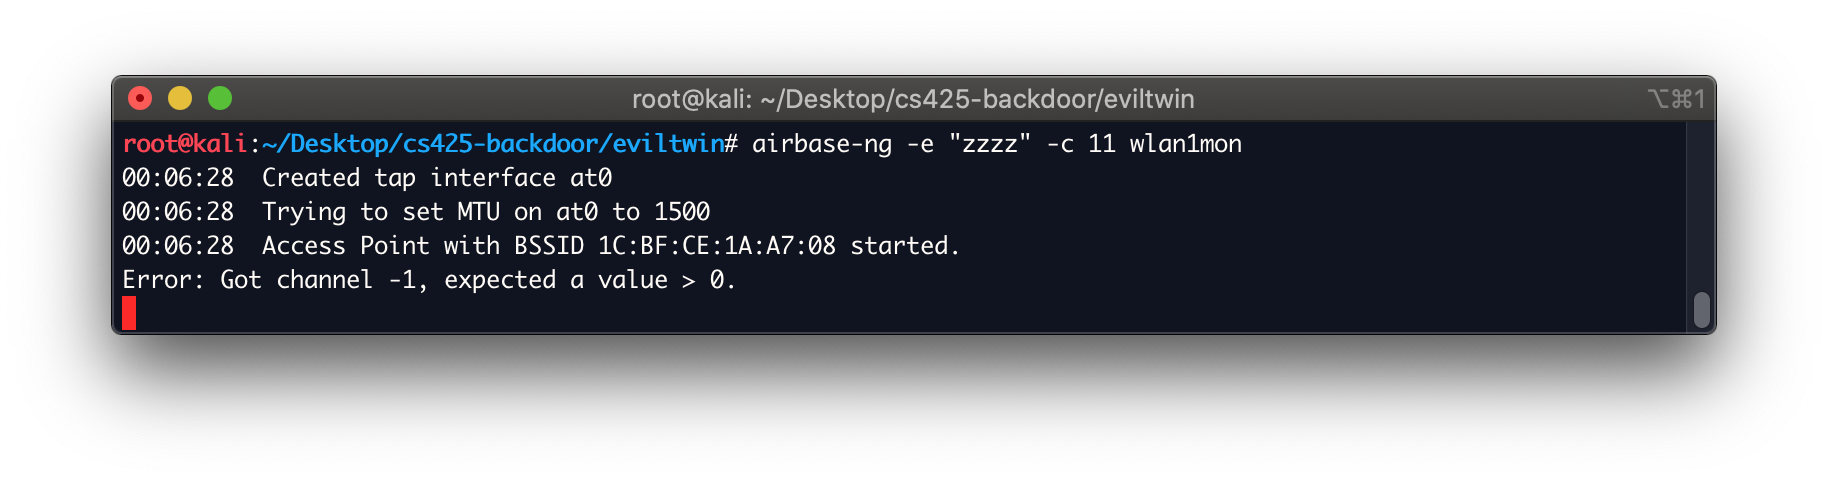 root@kali: ~/Desktop/cs425-backdoor/eviltwin ⌥⌘1
root@kali:~/Desktop/cs425-backdoor/eviltwin# airbase-ng -e "zzzz" -c 11 wlan1mon
00:06:28  Created tap interface at0
00:06:28  Trying to set MTU on at0 to 1500
00:06:28  Access Point with BSSID 1C:BF:CE:1A:A7:08 started.
Error: Got channel -1, expected a value > 0.